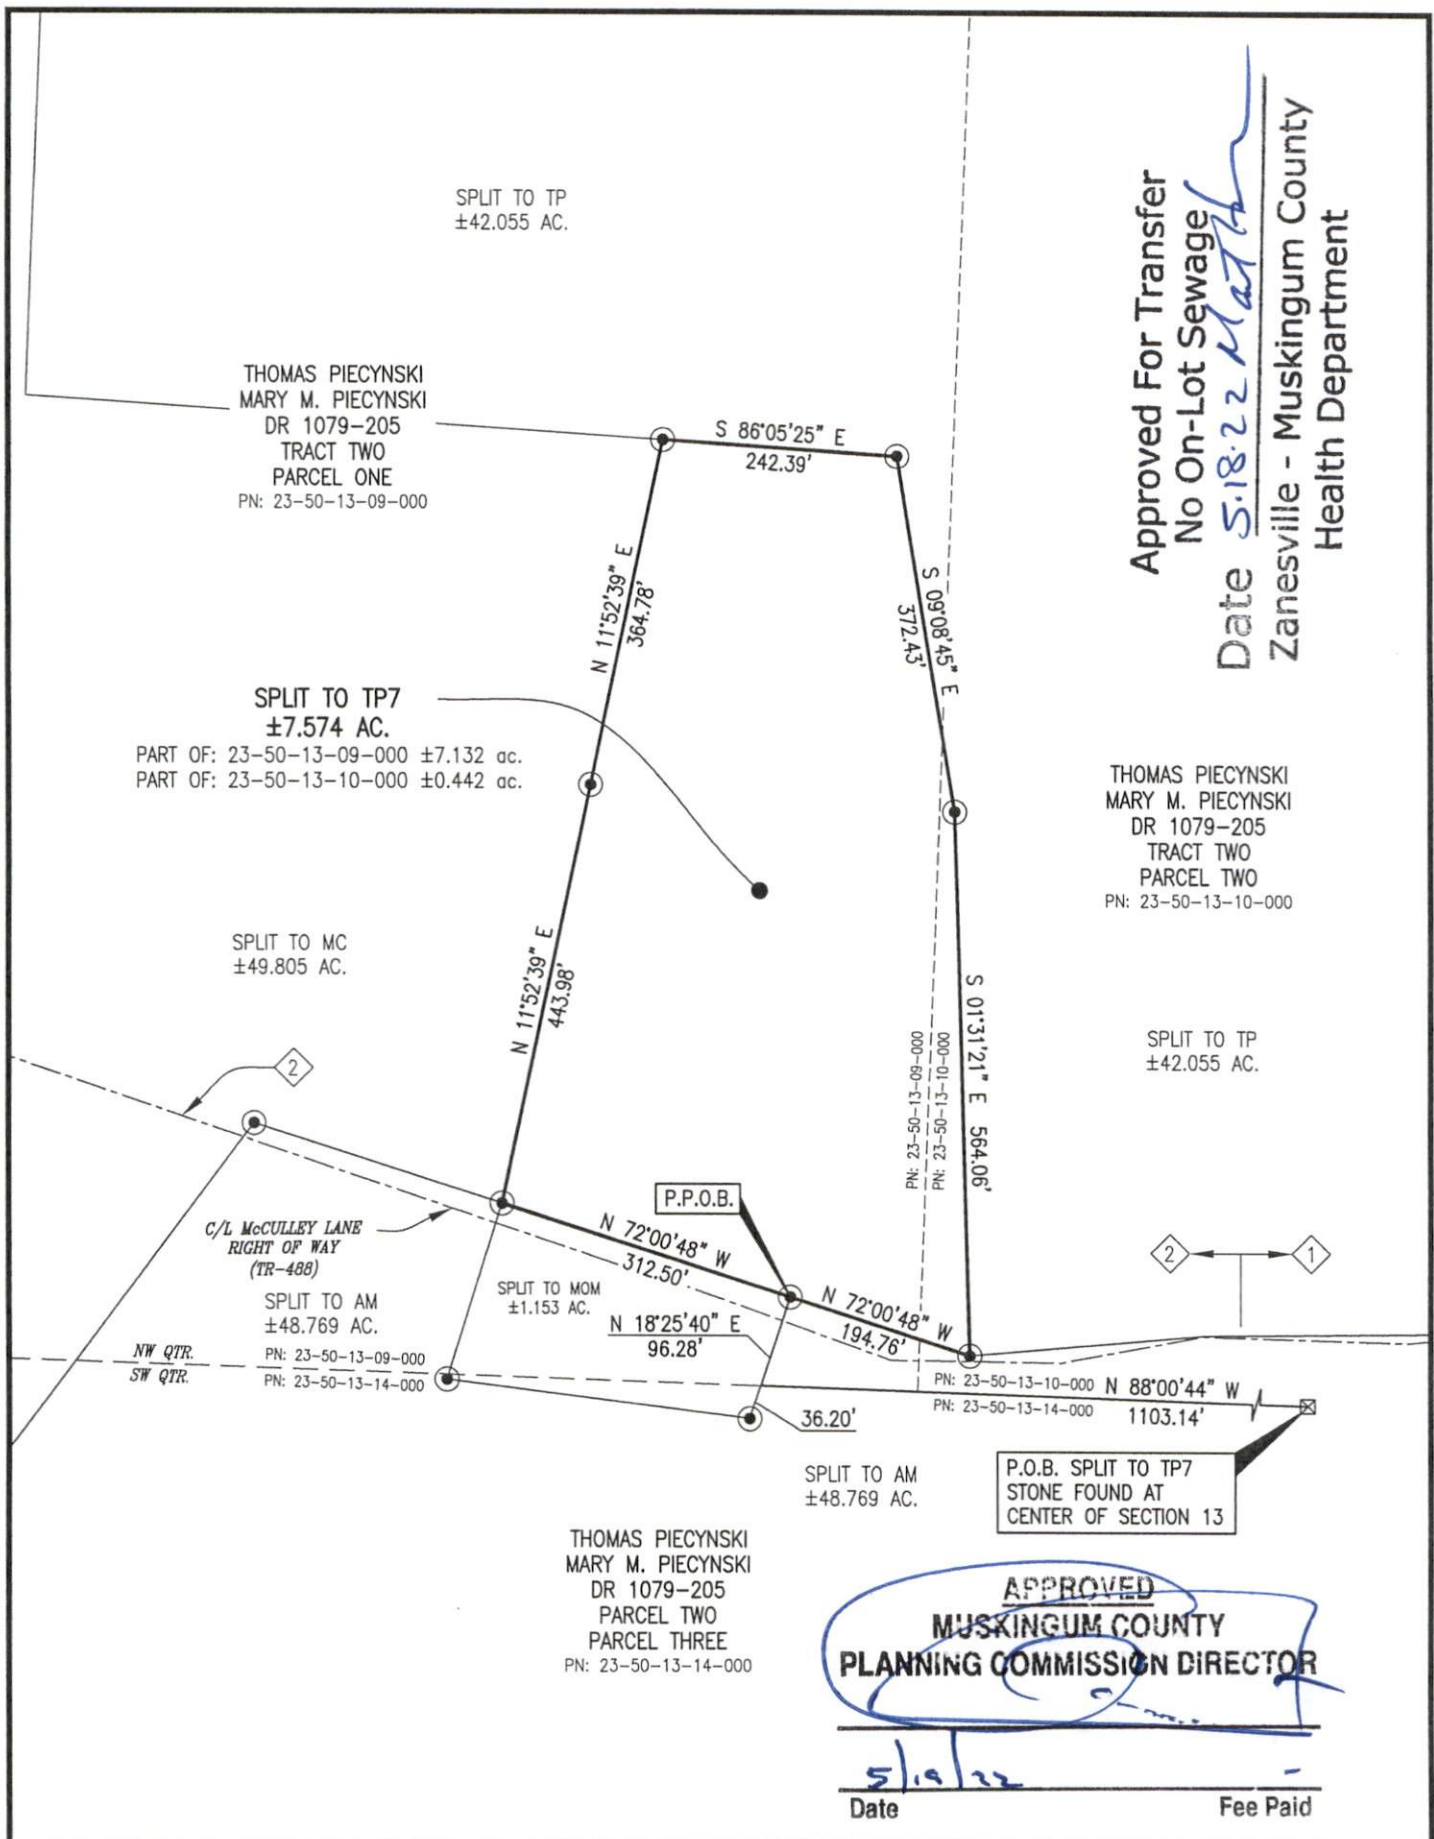 SPLIT TO TP
±42.055 AC.
Approved For Transfer
No On-Lot Sewage
Date 5.18.22
Zanesville - Muskingum County
Health Department
THOMAS PIECYNSKI
MARY M. PIECYNSKI
DR 1079-205
TRACT TWO
PARCEL ONE
PN: 23-50-13-09-000
S 86°05'25" E
242.39'
N 11°52'39" E
364.78'
S 09°08'45" E
372.43'
SPLIT TO TP7
±7.574 AC.
PART OF: 23-50-13-09-000 ±7.132 ac.
PART OF: 23-50-13-10-000 ±0.442 ac.
THOMAS PIECYNSKI
MARY M. PIECYNSKI
DR 1079-205
TRACT TWO
PARCEL TWO
PN: 23-50-13-10-000
SPLIT TO MC
±49.805 AC.
N 11°52'39" E
443.98'
PN: 23-50-13-09-000
PN: 23-50-13-10-000
S 01°31'21" E 564.06'
SPLIT TO TP
±42.055 AC.
2
P.P.O.B.
C/L McCULLEY LANE
RIGHT OF WAY
(TR-488)
N 72°00'48" W
312.50'
2
1
SPLIT TO MOM
±1.153 AC.
SPLIT TO AM
±48.769 AC.
N 18°25'40" E
96.28'
N 72°00'48" W
194.76'
NW QTR.
SW QTR.
PN: 23-50-13-09-000
PN: 23-50-13-14-000
PN: 23-50-13-10-000
PN: 23-50-13-14-000
N 88°00'44" W
1103.14'
36.20'
SPLIT TO AM
±48.769 AC.
P.O.B. SPLIT TO TP7
STONE FOUND AT
CENTER OF SECTION 13
THOMAS PIECYNSKI
MARY M. PIECYNSKI
DR 1079-205
PARCEL TWO
PARCEL THREE
PN: 23-50-13-14-000
APPROVED
MUSKINGUM COUNTY
PLANNING COMMISSION DIRECTOR
5/19/22 -
Date Fee Paid